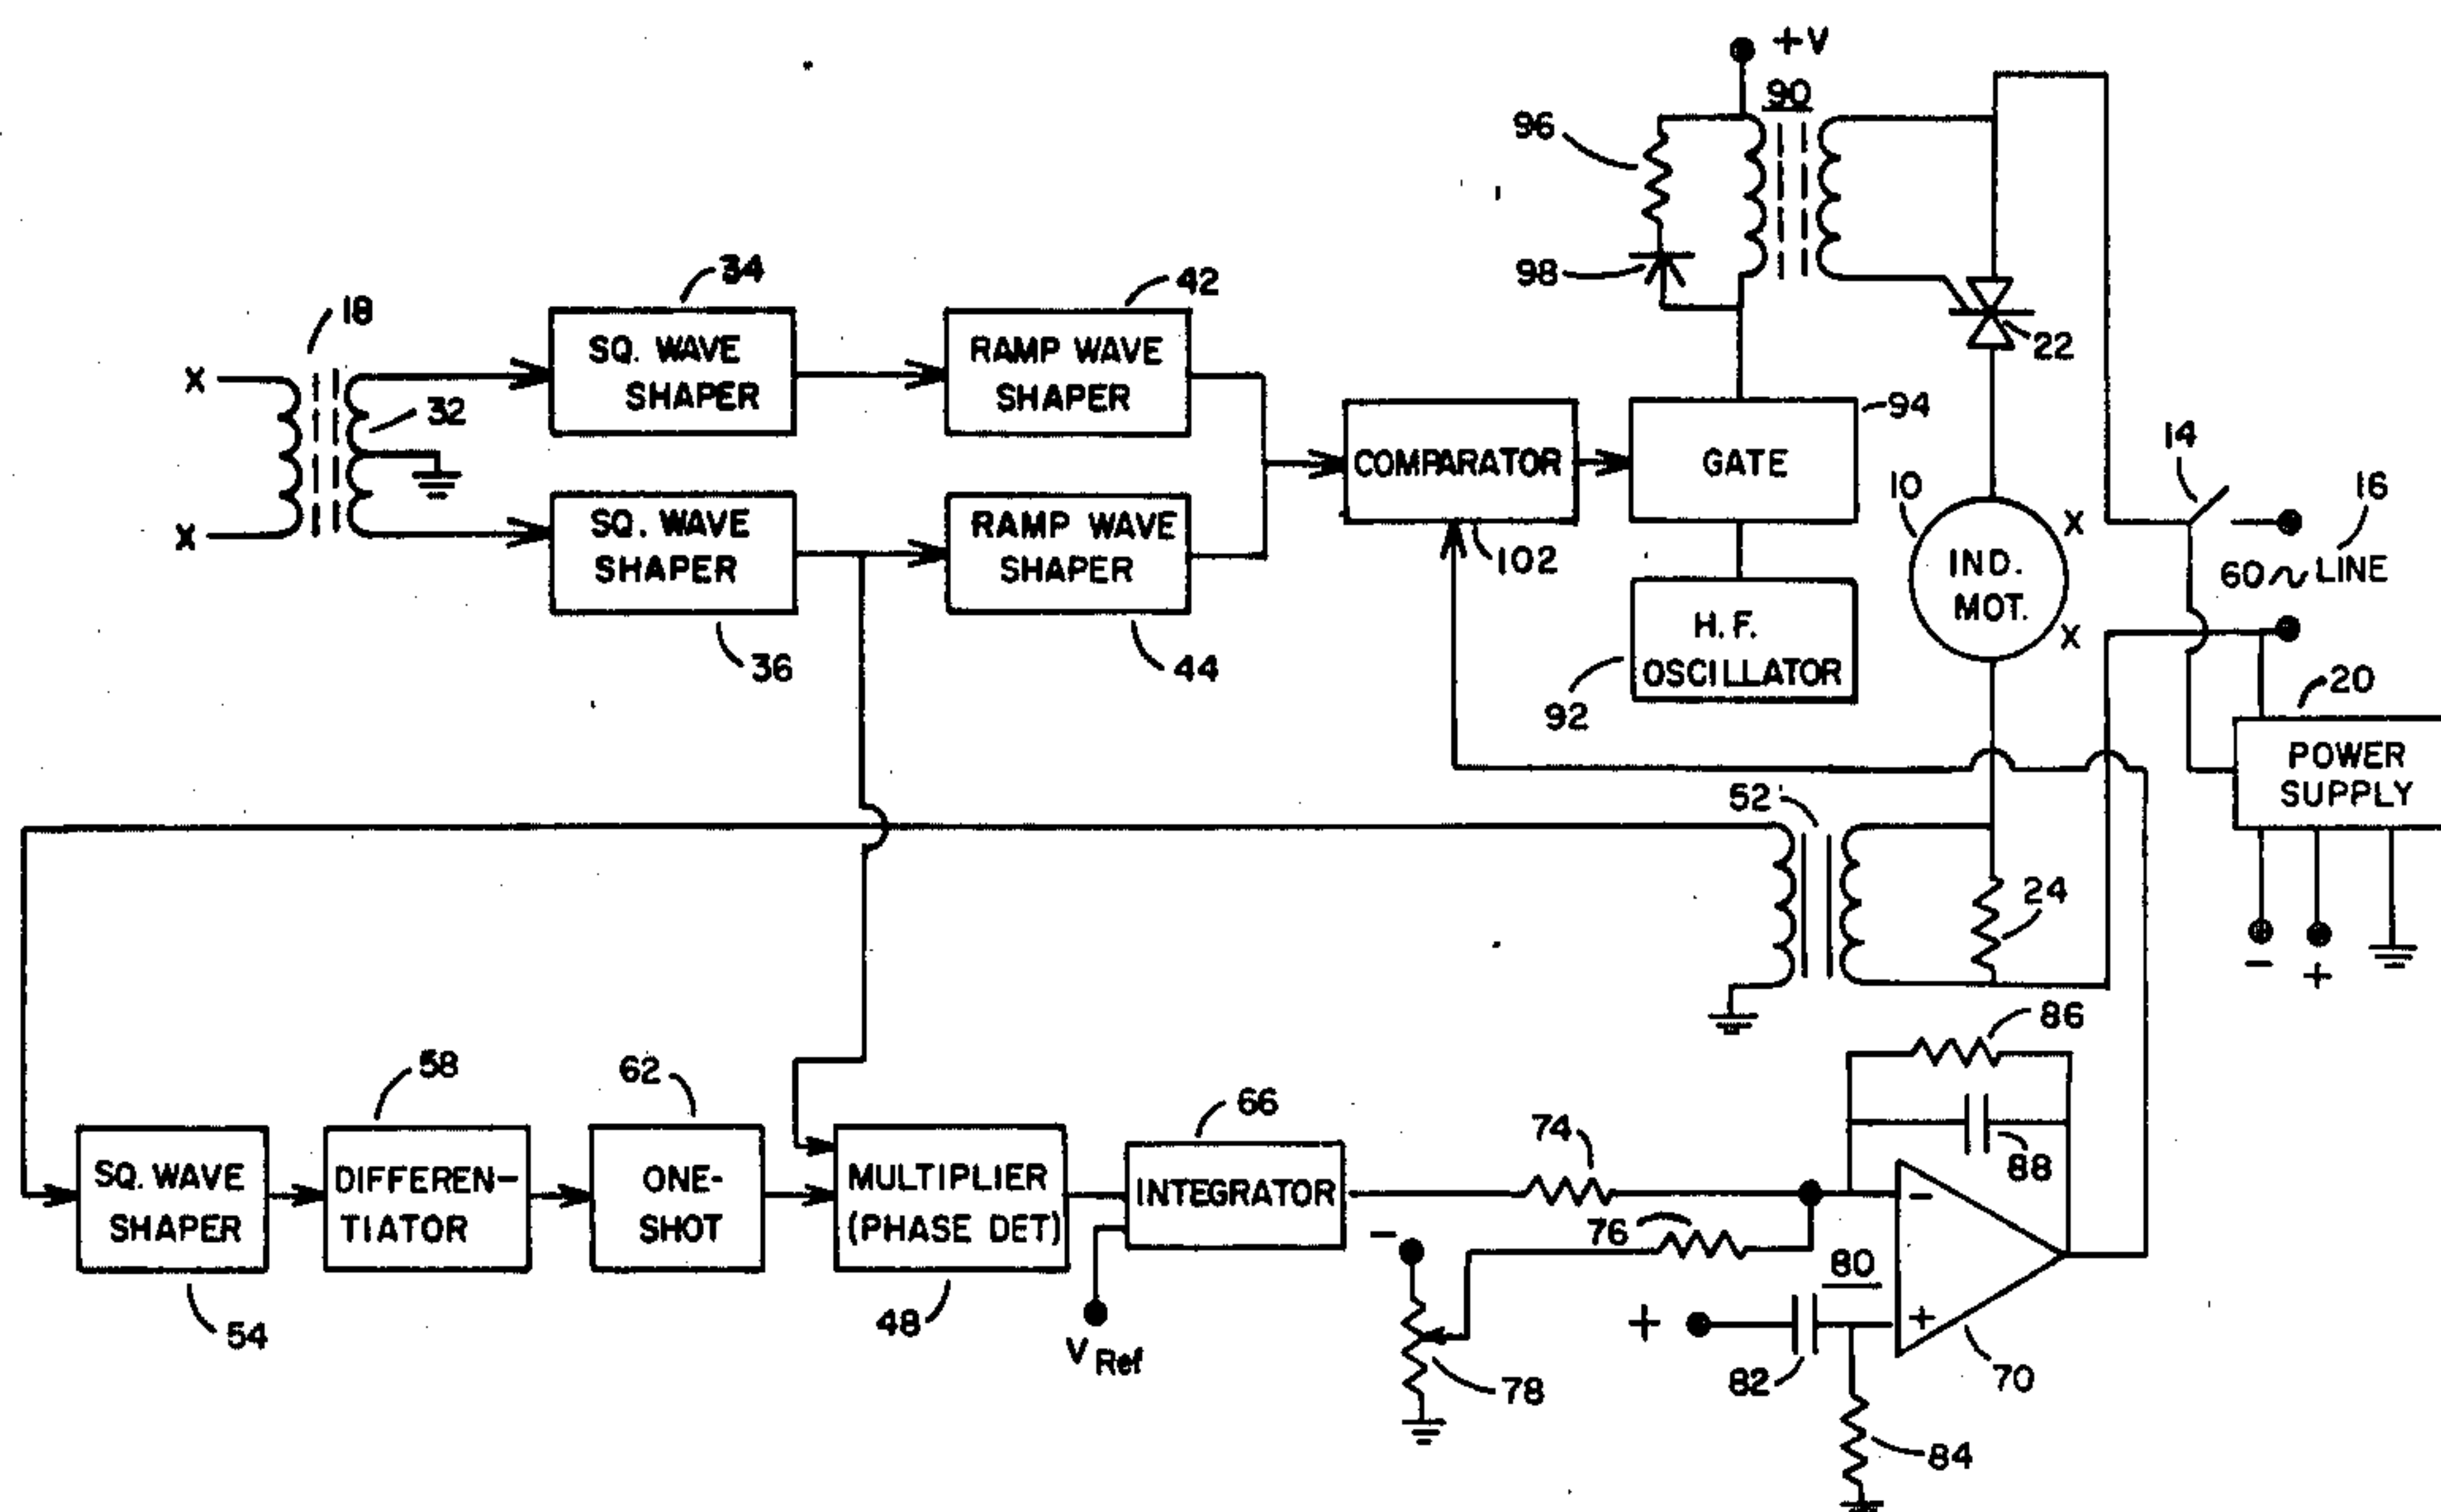 +V
90
96
98
22
34
42
18
X
32
X
SQ. WAVE
SHAPER
RAMP WAVE
SHAPER
SQ. WAVE
SHAPER
RAMP WAVE
SHAPER
36
44
COMPARATOR
102
GATE
94
H.F.
OSCILLATOR
92
10
IND.
MOT.
X
X
14
16
60~LINE
20
POWER
SUPPLY
-
+
52
24
86
88
58
62
66
74
76
SQ. WAVE
SHAPER
DIFFEREN-
TIATOR
ONE-
SHOT
MULTIPLIER
(PHASE DET)
INTEGRATOR
54
48
V Ref
-
78
80
+
82
-
+
70
84